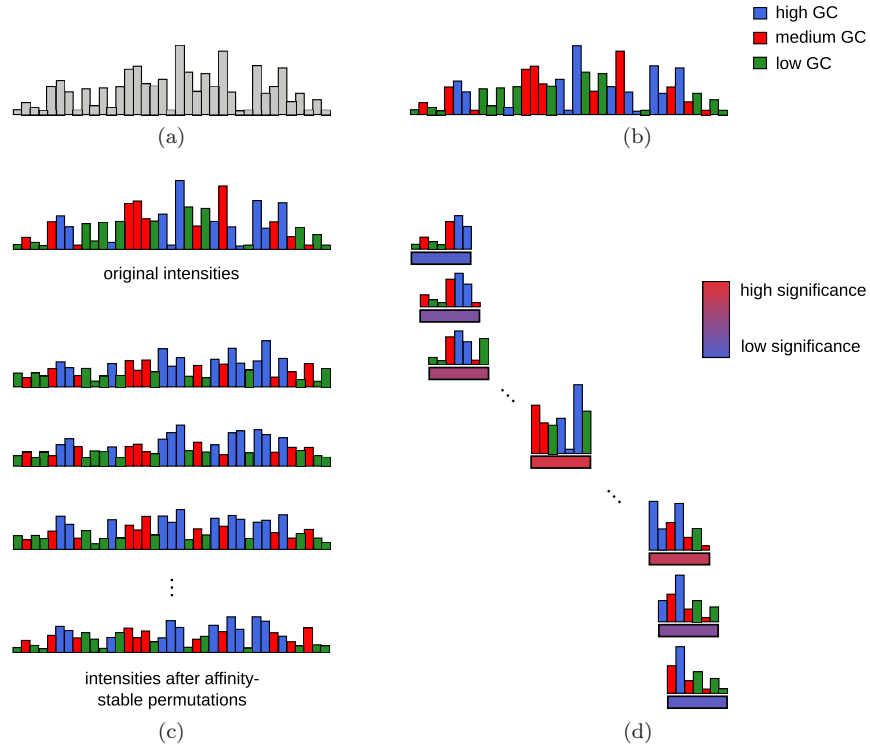 high GC
medium GC
low GC
(a)
(b)
original intensities
high significance
low significance
intensities after affinity-
stable permutations
(c)
(d)